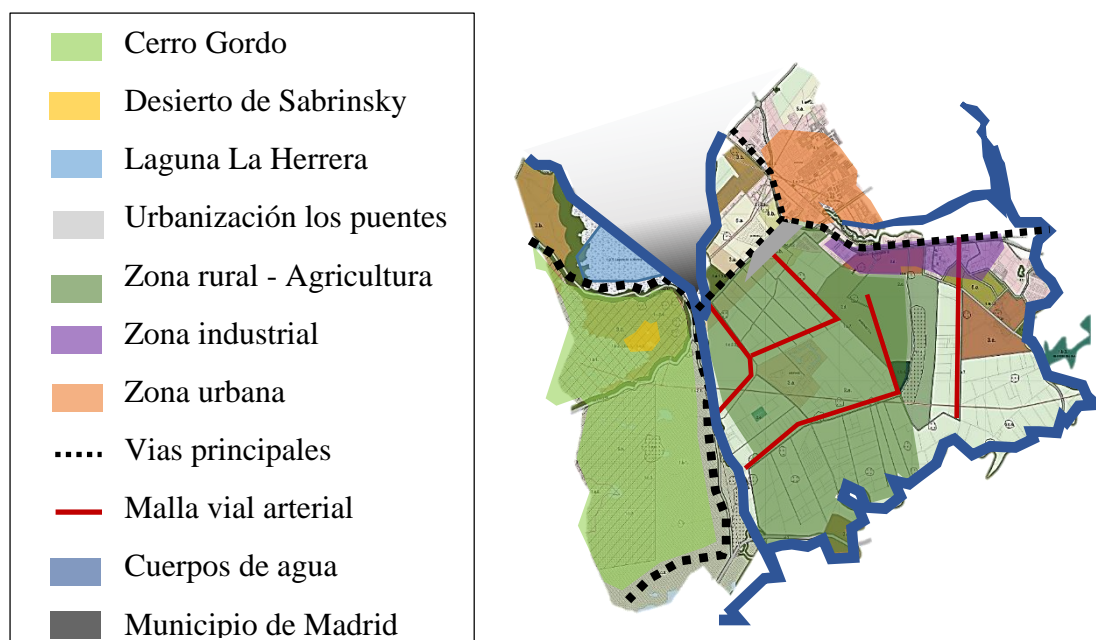 Cerro Gordo
Desierto de Sabrinsky
Laguna La Herrera
Urbanización los puentes
Zona rural - Agricultura
Zona industrial
Zona urbana
Vias principales
Malla vial arterial
Cuerpos de agua
Municipio de Madrid